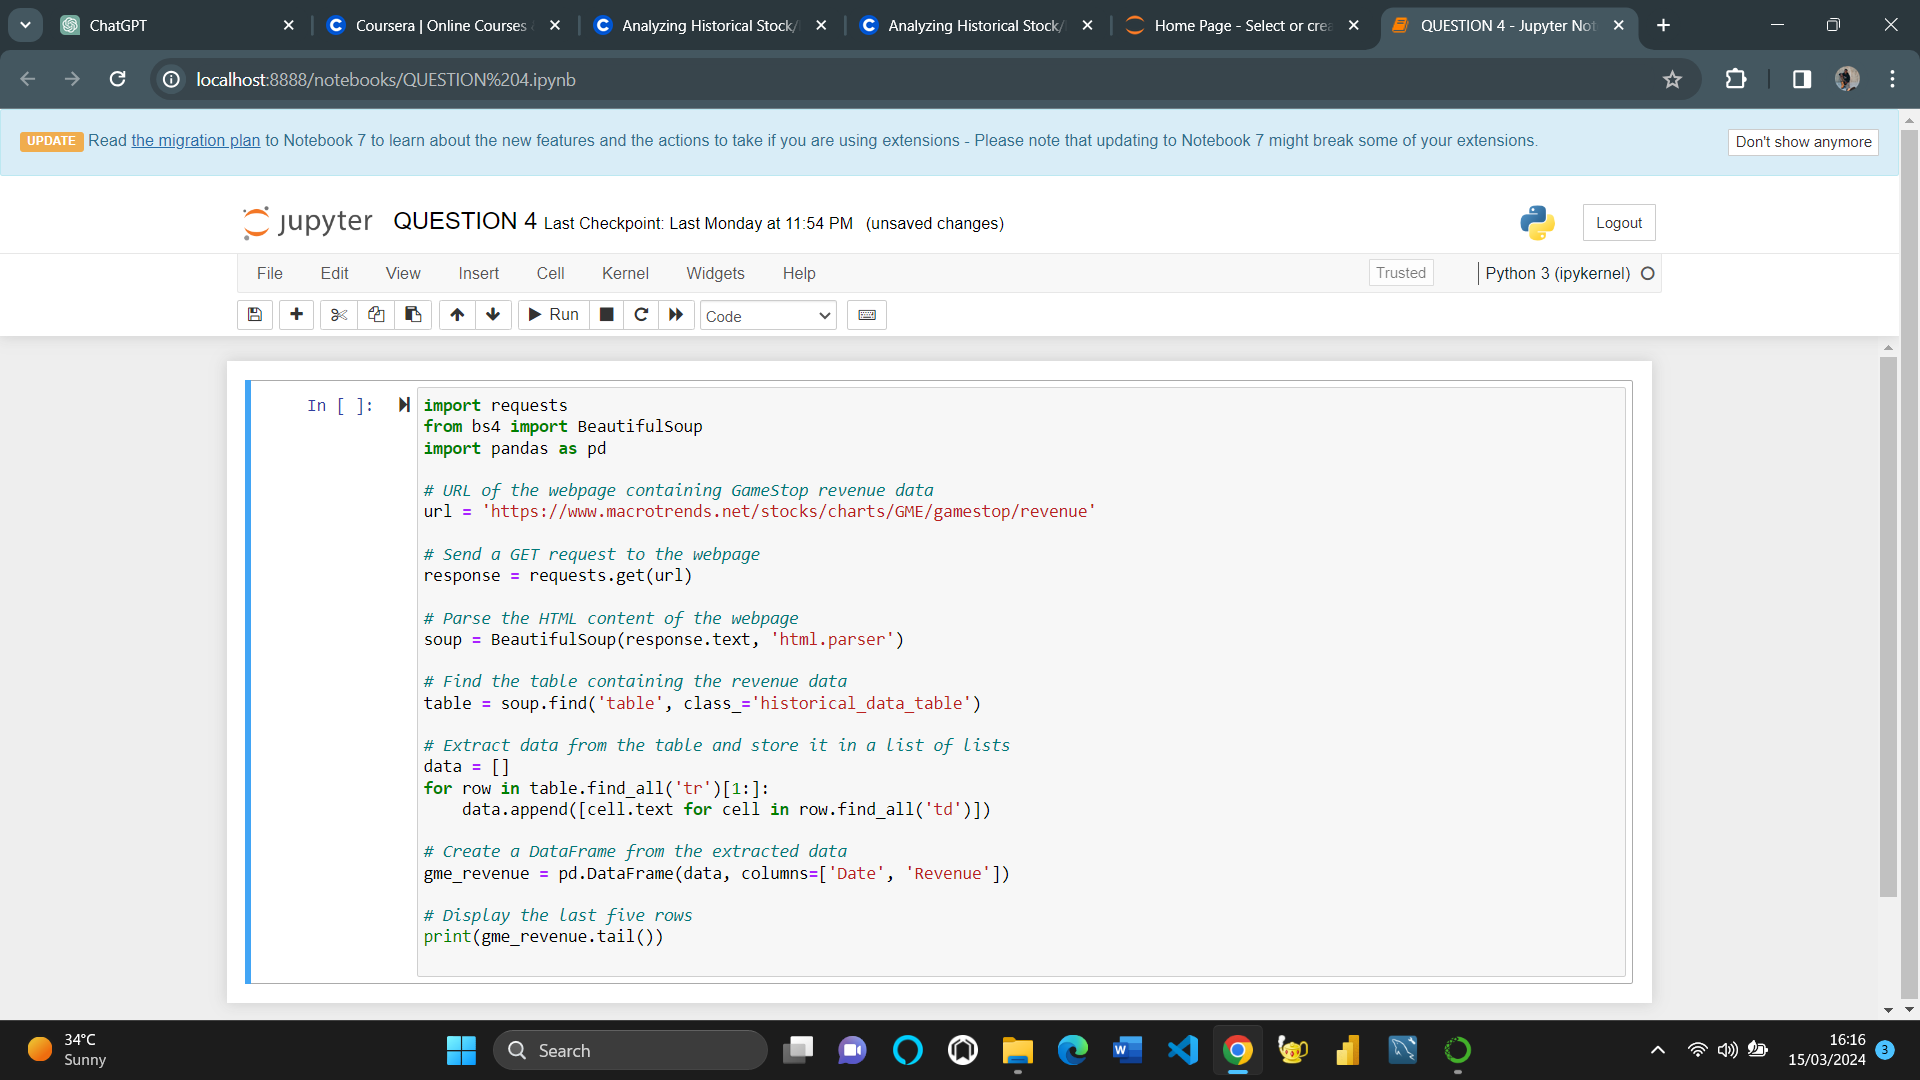 ChatGPT
Coursera | Online Courses
Analyzing Historical Stock/
Analyzing Historical Stock/
Home Page - Select or crea
QUESTION 4 - Jupyter Not
localhost:8888/notebooks/QUESTION%204.ipynb
UPDATE Read the migration plan to Notebook 7 to learn about the new features and the actions to take if you are using extensions - Please note that updating to Notebook 7 might break some of your extensions.
Don't show anymore
jupyter QUESTION 4 Last Checkpoint: Last Monday at 11:54 PM (unsaved changes)
Logout
File Edit View Insert Cell Kernel Widgets Help
Trusted
Python 3 (ipykernel)
Run
Code
In [ ]:
import requests
from bs4 import BeautifulSoup
import pandas as pd
# URL of the webpage containing GameStop revenue data
url = 'https://www.macrotrends.net/stocks/charts/GME/gamestop/revenue'
# Send a GET request to the webpage
response = requests.get(url)
# Parse the HTML content of the webpage
soup = BeautifulSoup(response.text, 'html.parser')
# Find the table containing the revenue data
table = soup.find('table', class_='historical_data_table')
# Extract data from the table and store it in a list of lists
data = []
for row in table.find_all('tr')[1:]:
    data.append([cell.text for cell in row.find_all('td')])
# Create a DataFrame from the extracted data
gme_revenue = pd.DataFrame(data, columns=['Date', 'Revenue'])
# Display the last five rows
print(gme_revenue.tail())
34°C
Sunny
Search
16:16
15/03/2024
3